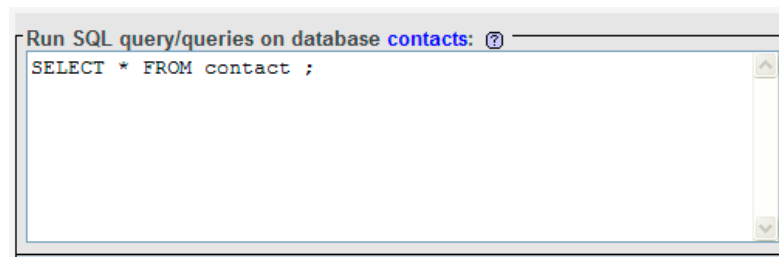 Run SQL query/queries on database contacts:
SELECT * FROM contact ;